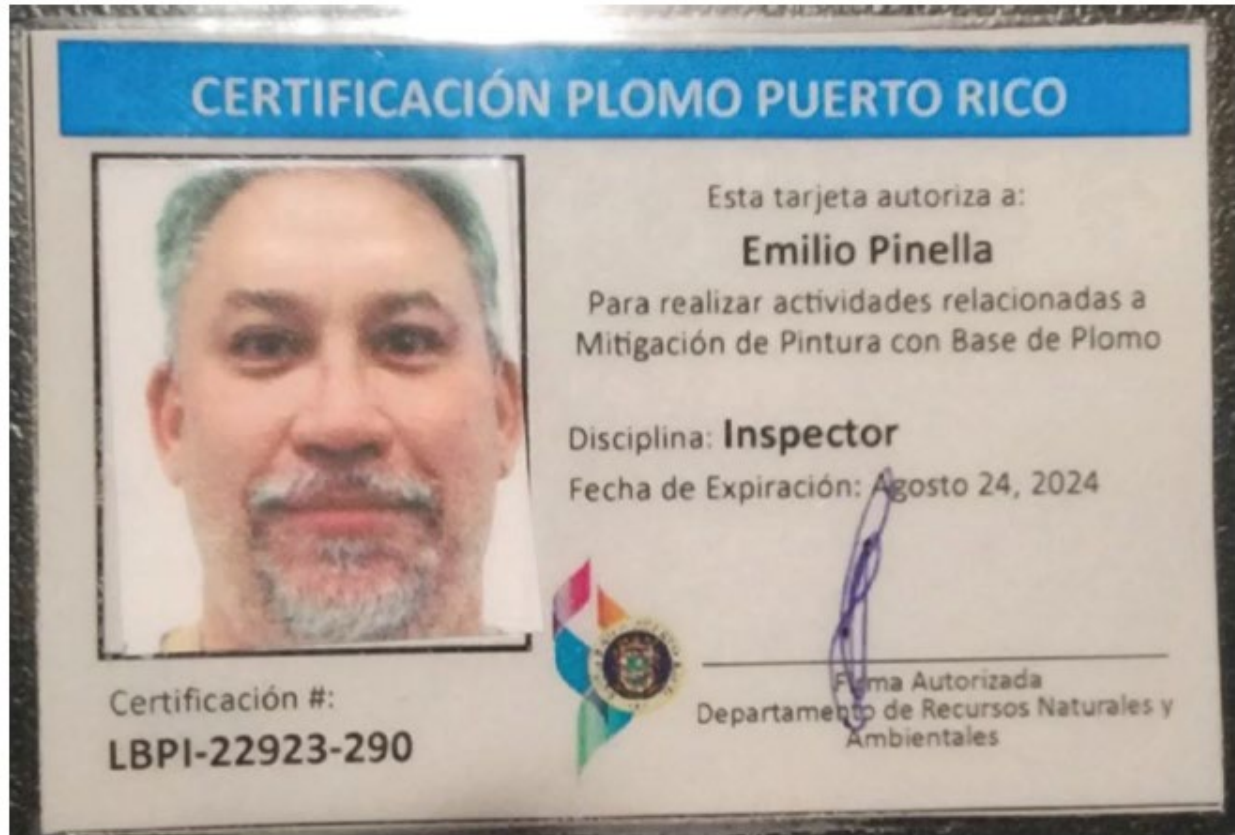 CERTIFICACIÓN PLOMO PUERTO RICO
Esta tarjeta autoriza a:
Emilio Pinella
Para realizar actividades relacionadas a
Mitigación de Pintura con Base de Plomo
Disciplina: Inspector
Fecha de Expiración: Agosto 24, 2024
Firma Autorizada
Departamento de Recursos Naturales y
Ambientales
Certificación #:
LBPI-22923-290